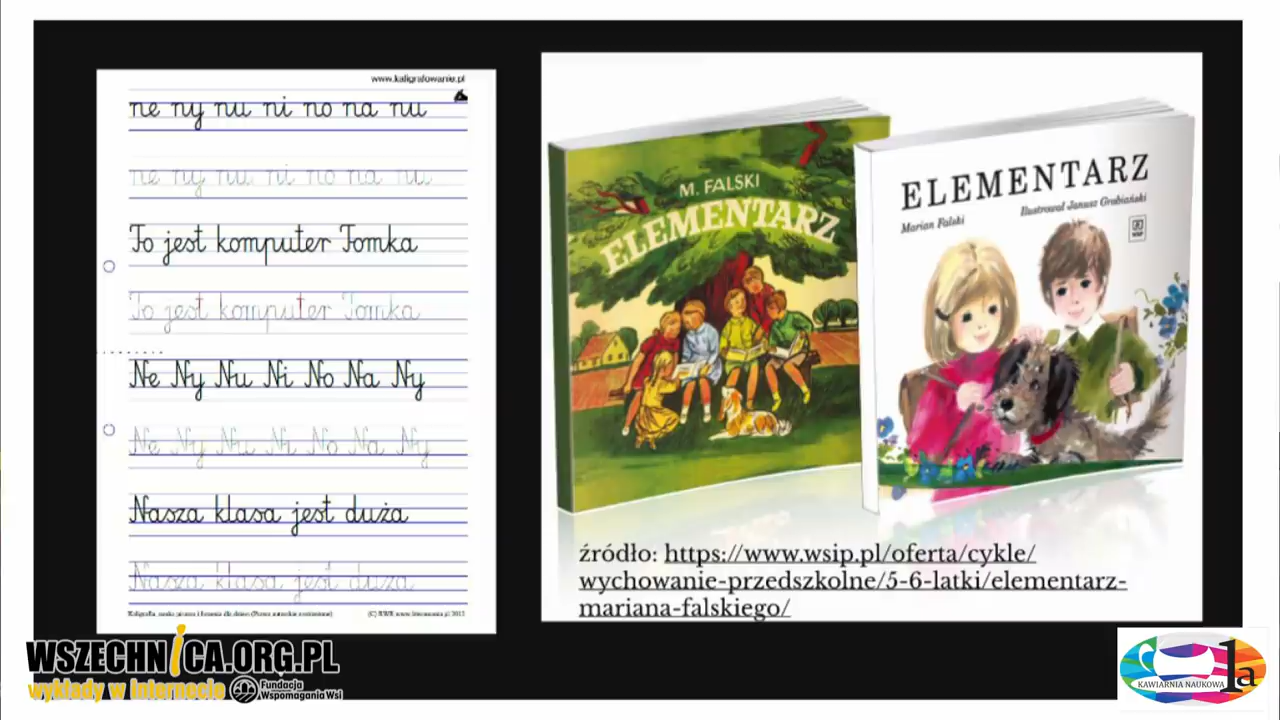 www.kaligrafowanie.pl
ne ny nu ni no na nu
ne ny nu ni no na nu
To jest komputer Tomka
To jest komputer Tomka
Ne Ny Nu Ni No Na Ny
Ne Ny Nu Ni No Na Ny
Nasza klasa jest duża
Nasza klasa jest duża
M. FALSKI
ELEMENTARZ
ELEMENTARZ
Marian Falski
Ilustrował Janusz Grabiański
źródło: https://www.wsip.pl/oferta/cykle/
wychowanie-przedszkolne/5-6-latki/elementarz-
mariana-falskiego/
WSZECHNICA.ORG.PL
wykłady w internecie
Fundacja
Wspomagania Wsi
KAWIARNIA NAUKOWA
1a